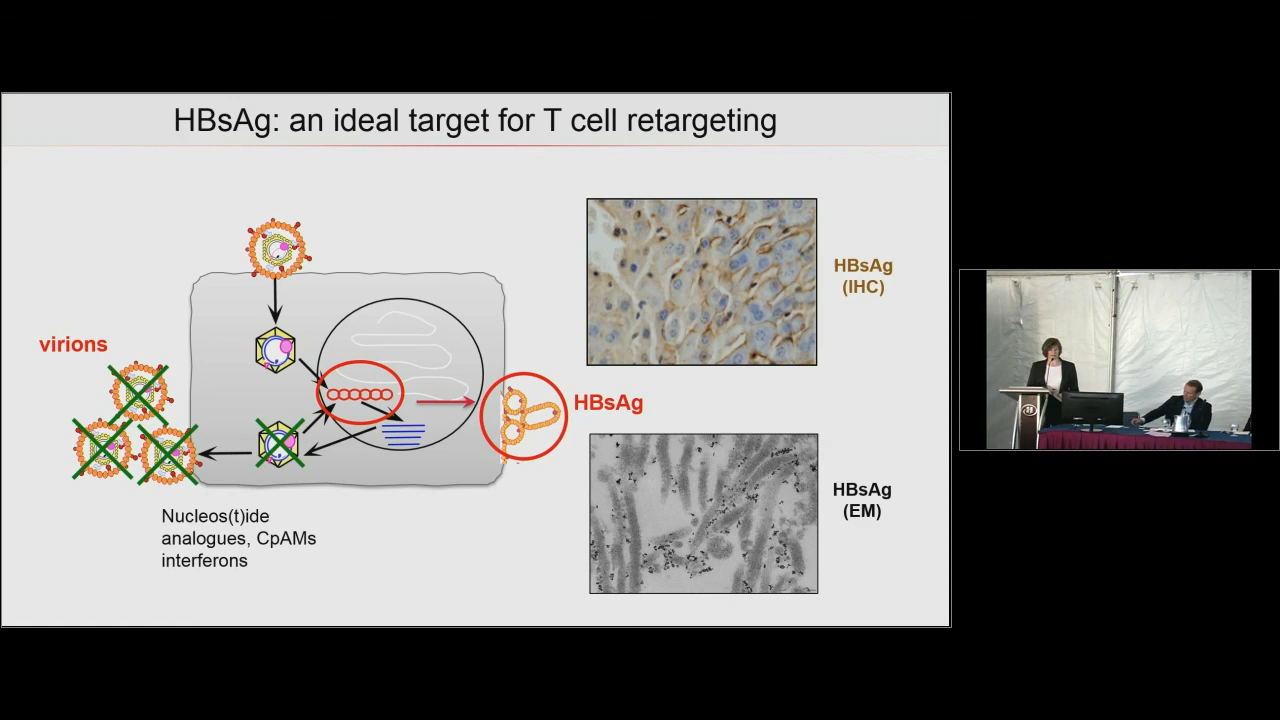 HBsAg: an ideal target for T cell retargeting
virions
HBsAg
HBsAg
(IHC)
HBsAg
(EM)
Nucleos(t)ide
analogues, CpAMs
interferons